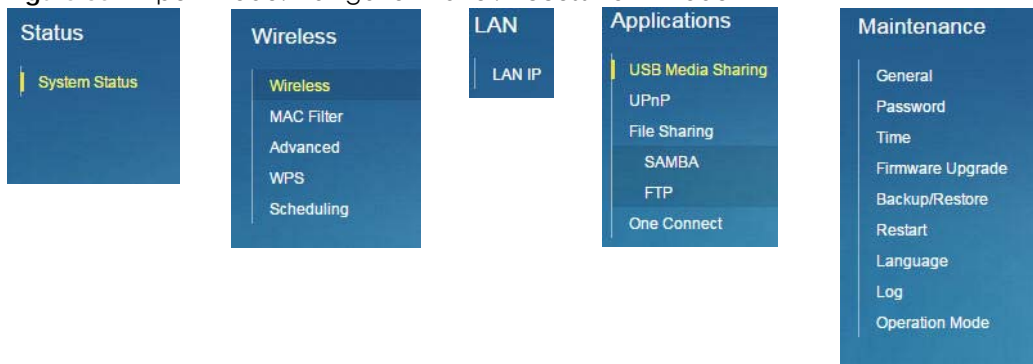 Status
System Status
Wireless
Wireless
MAC Filter
Advanced
WPS
Scheduling
LAN
LAN IP
Applications
USB Media Sharing
UPnP
File Sharing
SAMBA
FTP
One Connect
Maintenance
General
Password
Time
Firmware Upgrade
Backup/Restore
Restart
Language
Log
Operation Mode